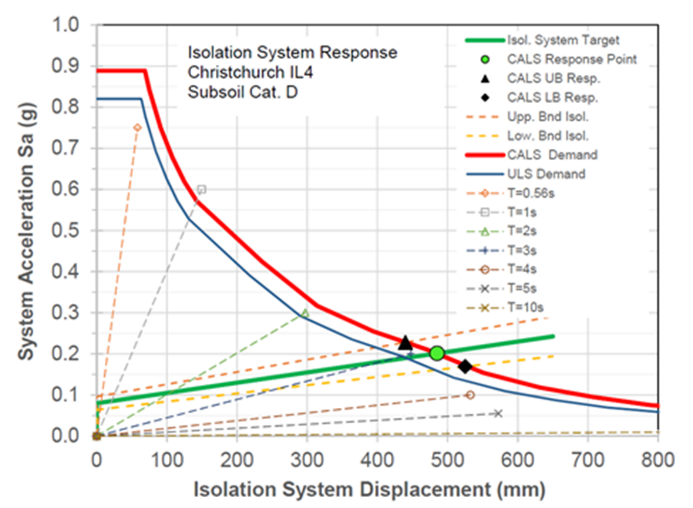 Isolation System Response
Christchurch IL4
Subsoil Cat. D
Isol. System Target
CALS Response Point
CALS UB Resp.
CALS LB Resp.
Upp. Bnd Isol.
Low. Bnd Isol.
CALS Demand
ULS Demand
T=0.56s
T=1s
T=2s
T=3s
T=4s
T=5s
T=10s
System Acceleration Sa (g)
1.0
0.9
0.8
0.7
0.6
0.5
0.4
0.3
0.2
0.1
0.0
0 100 200 300 400 500 600 700 800
Isolation System Displacement (mm)